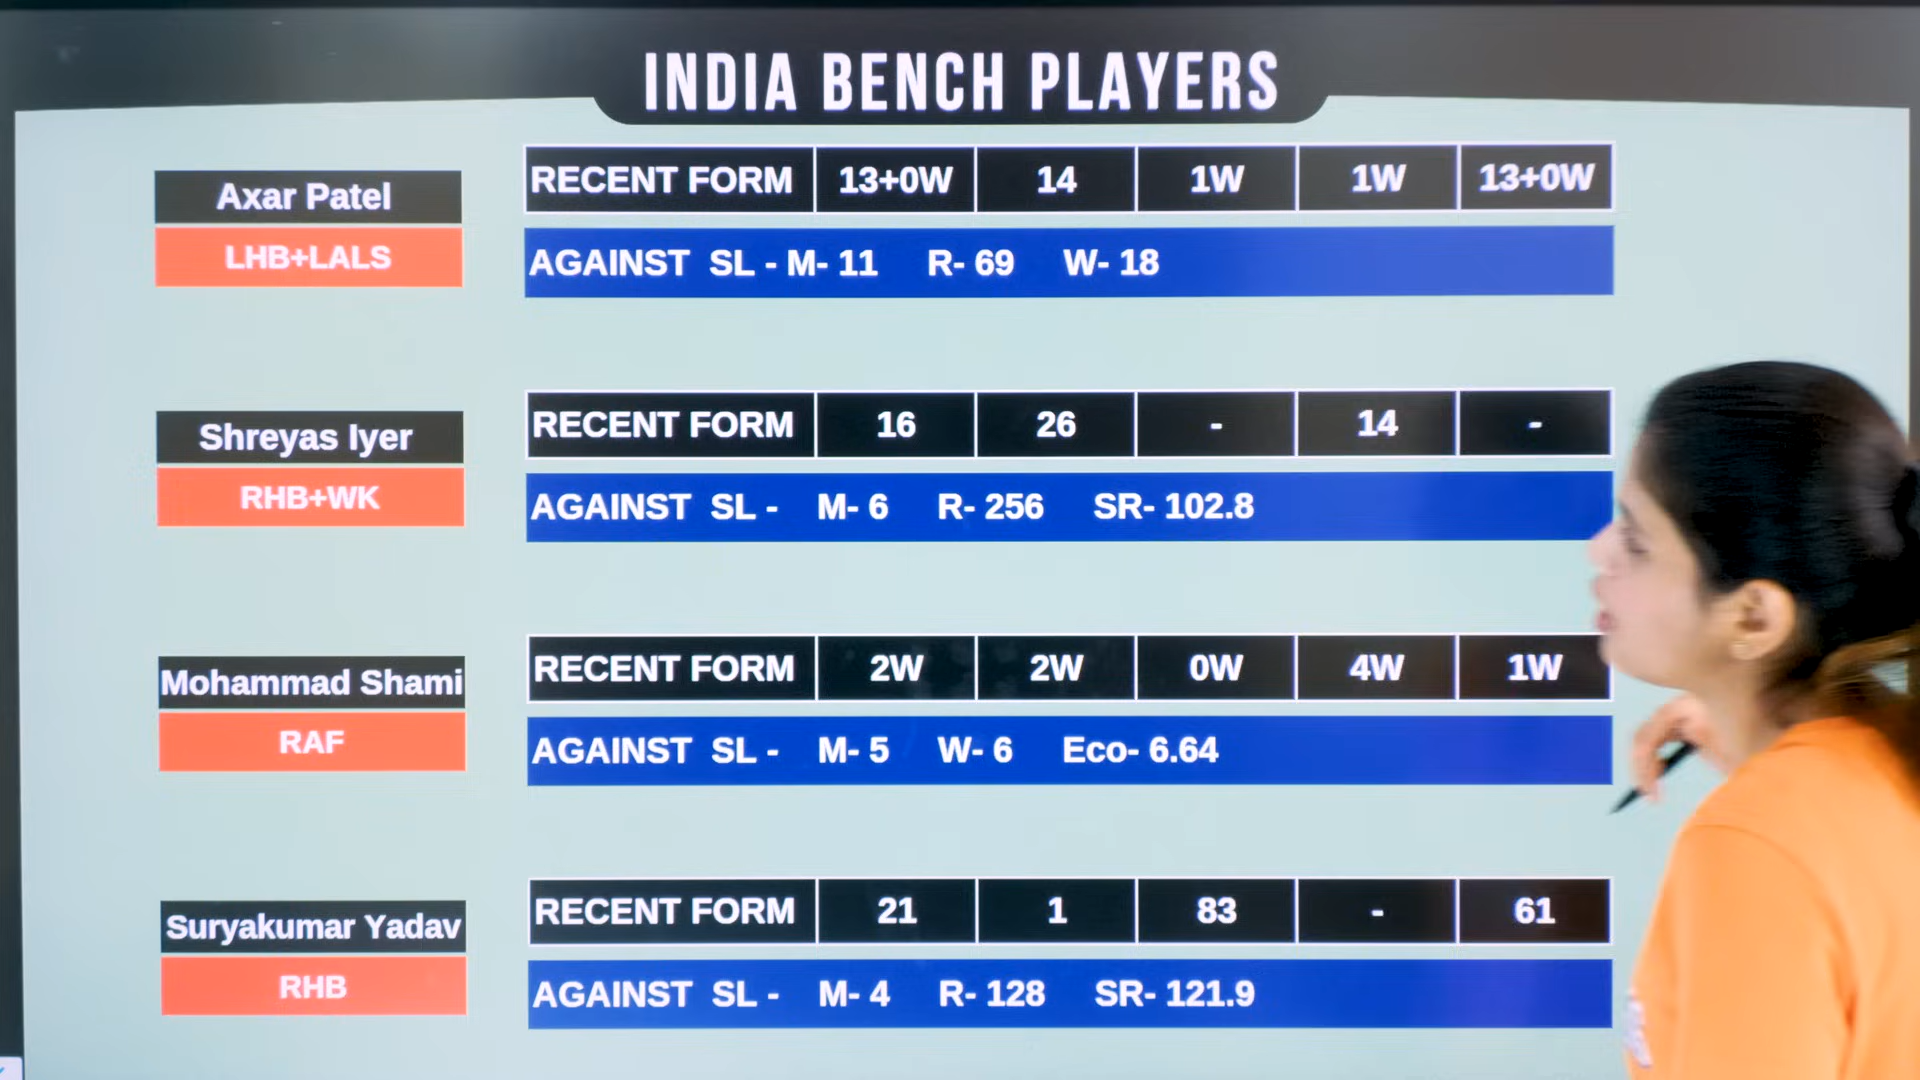 INDIA BENCH PLAYERS
Axar Patel
LHB+LALS
RECENT FORM 13+0W 14 1W 1W 13+0W
AGAINST SL - M- 11 R- 69 W- 18
Shreyas Iyer
RHB+WK
RECENT FORM 16 26 - 14 -
AGAINST SL - M- 6 R- 256 SR- 102.8
Mohammad Shami
RAF
RECENT FORM 2W 2W 0W 4W 1W
AGAINST SL - M- 5 W- 6 Eco- 6.64
Suryakumar Yadav
RHB
RECENT FORM 21 1 83 - 61
AGAINST SL - M- 4 R- 128 SR- 121.9